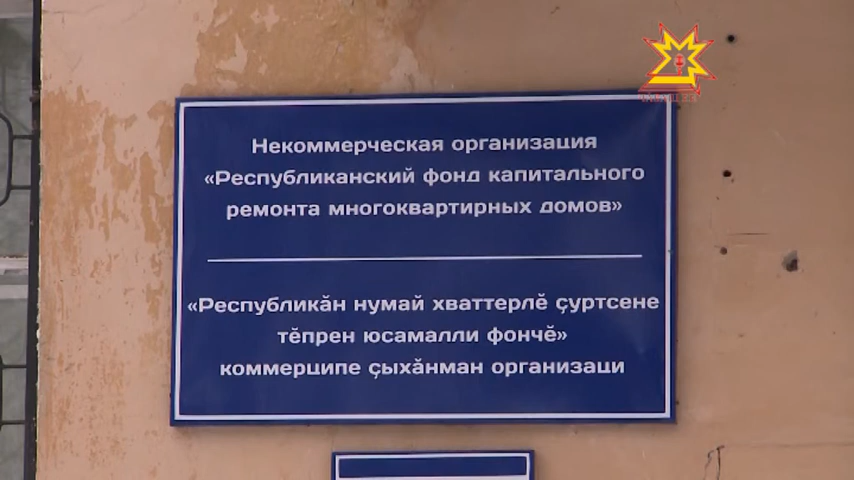 Некоммерческая организация
«Республиканский фонд капитального
ремонта многоквартирных домов»
«Республикӑн нумай хваттерлӗ ҫуртсене
тӗпрен юсамалли фончӗ»
коммерципе ҫыхӑнман организаци